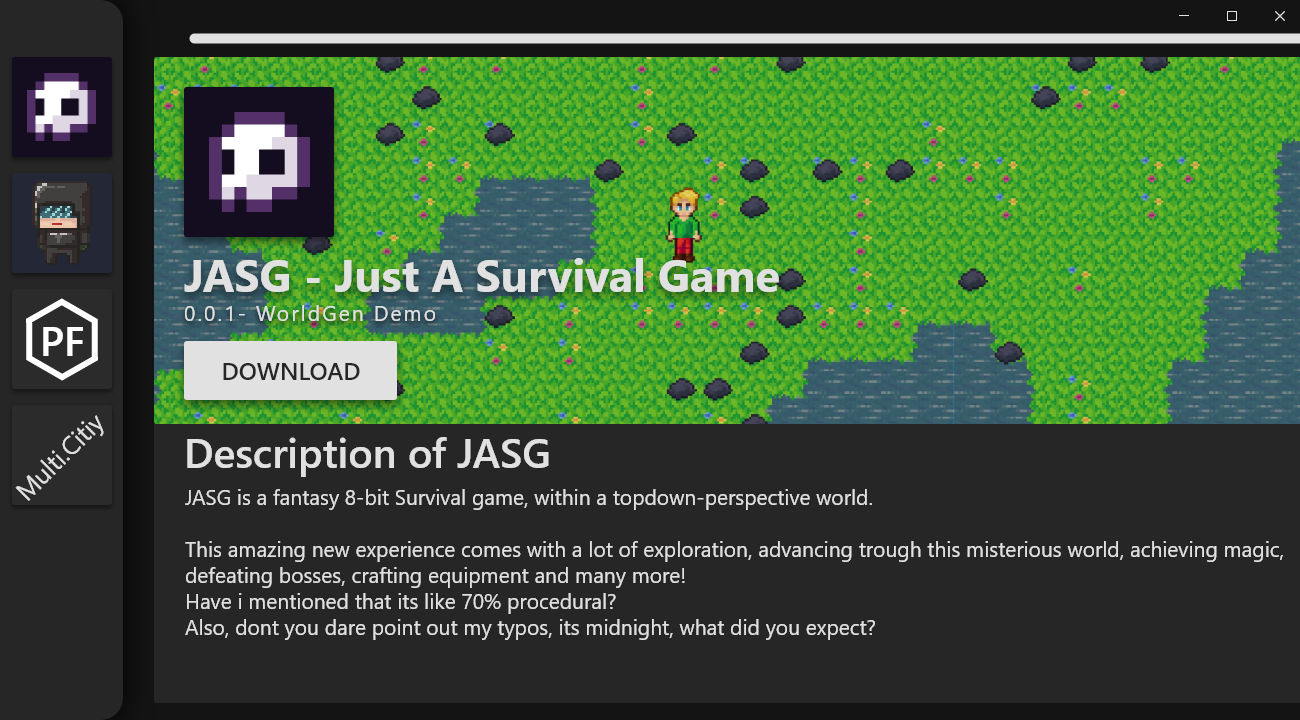 PF
Multi.Citiy
JASG - Just A Survival Game
0.0.1- WorldGen Demo
DOWNLOAD
Description of JASG
JASG is a fantasy 8-bit Survival game, within a topdown-perspective world.
This amazing new experience comes with a lot of exploration, advancing trough this misterious world, achieving magic,
defeating bosses, crafting equipment and many more!
Have i mentioned that its like 70% procedural?
Also, dont you dare point out my typos, its midnight, what did you expect?